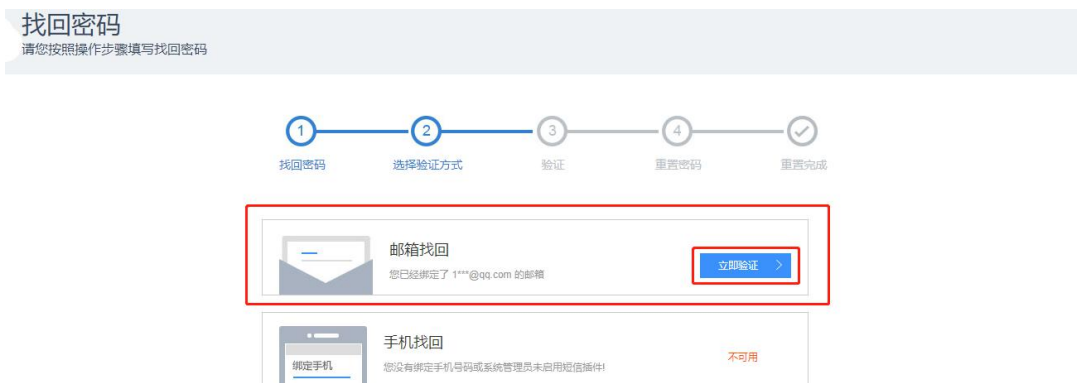 找回密码
请您按照操作步骤填写找回密码
1 2 3 4
找回密码 选择验证方式 验证 重置密码 重置完成
邮箱找回
您已经绑定了 1***@qq.com 的邮箱
立即验证
手机找回
绑定手机
您没有绑定手机号码或系统管理员未启用短信插件!
不可用